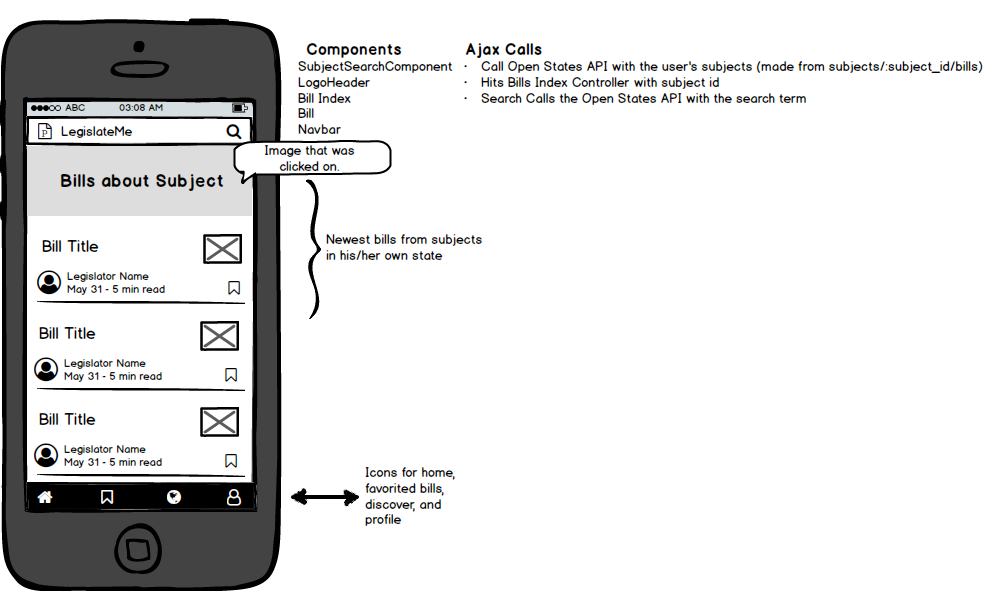 Components
SubjectSearchComponent
LogoHeader
Bill Index
Bill
Navbar
Ajax Calls
· Call Open States API with the user's subjects (made from subjects/:subject_id/bills)
· Hits Bills Index Controller with subject id
· Search Calls the Open States API with the search term
ABC 03:08 AM
P LegislateMe
Image that was
clicked on.
Bills about Subject
Newest bills from subjects
in his/her own state
Bill Title
Legislator Name
May 31 - 5 min read
Bill Title
Legislator Name
May 31 - 5 min read
Bill Title
Legislator Name
May 31 - 5 min read
Icons for home,
favorited bills,
discover, and
profile